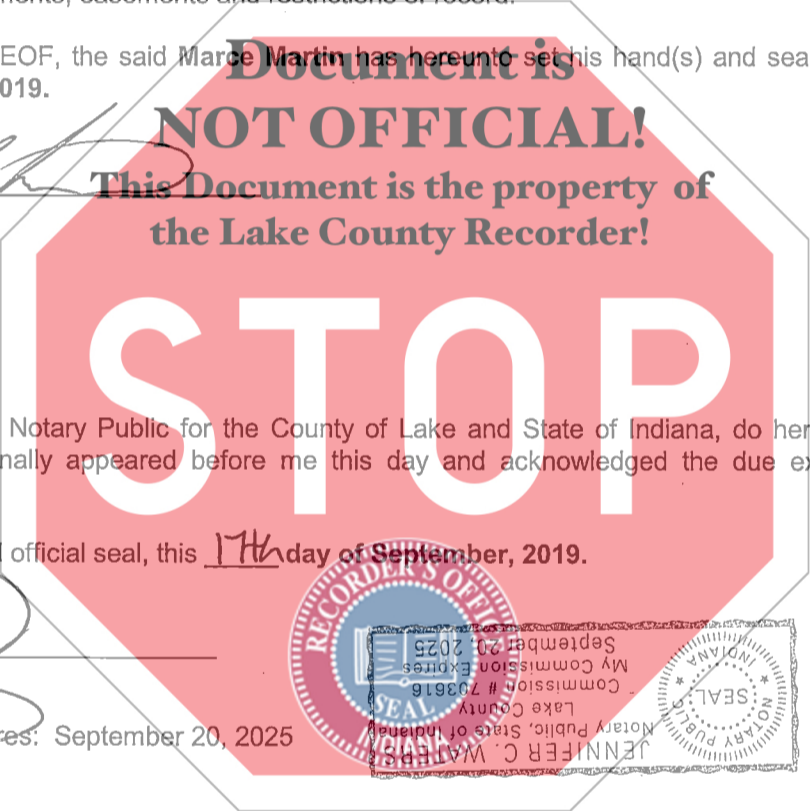 EOF, the said Marce Martin has hereunto set his hand(s) and sea
019.
Document is
NOT OFFICIAL!
This Document is the property of
the Lake County Recorder!
STOP
Notary Public for the County of Lake and State of Indiana, do her
nally appeared before me this day and acknowledged the due ex
official seal, this 17th day of September, 2019.
RECORDER'S OFFIC
SEAL
INDIANA
JENNIFER C. WATERS
Notary Public, State of Indiana
Lake County
Commission # 703616
My Commission Expires
September 20, 2025
NOTARY PUBLIC
SEAL
INDIANA
es: September 20, 2025